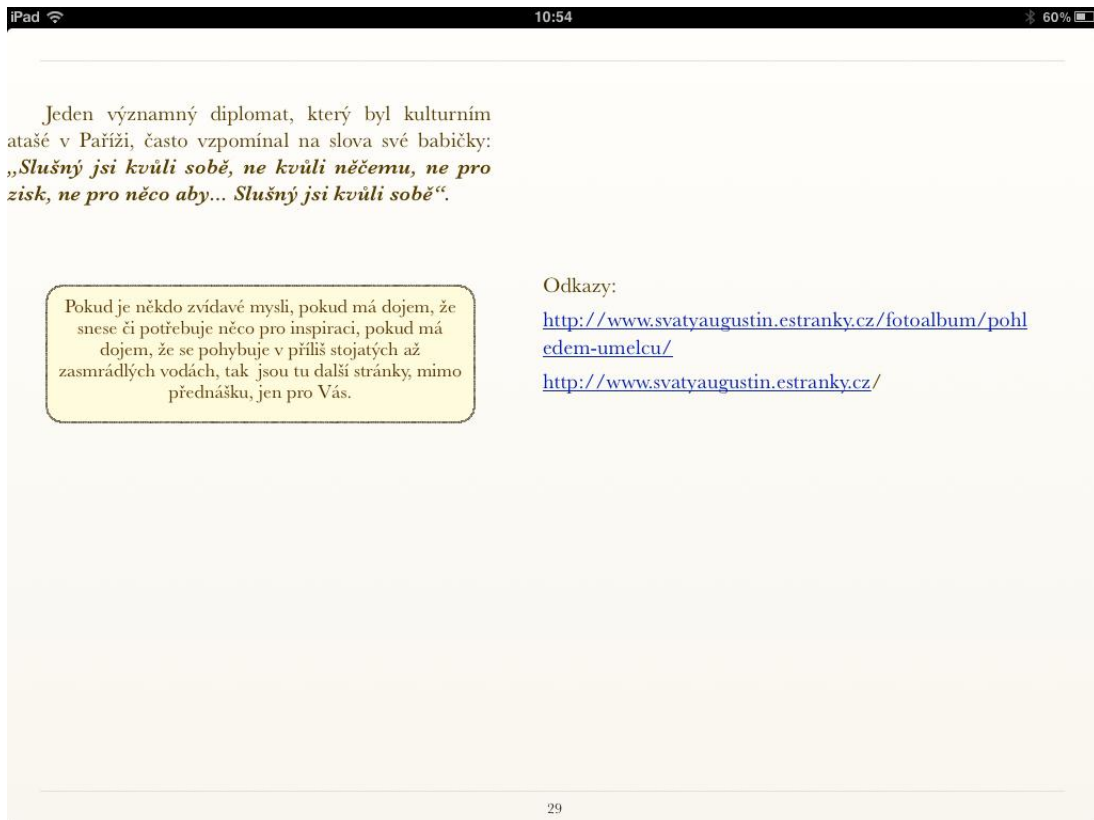 iPad 10:54 60%
Jeden významný diplomat, který byl kulturním
atašé v Paříži, často vzpomínal na slova své babičky:
„Slušný jsi kvůli sobě, ne kvůli něčemu, ne pro
zisk, ne pro něco aby... Slušný jsi kvůli sobě“.
Pokud je někdo zvídavé mysli, pokud má dojem, že
snese či potřebuje něco pro inspiraci, pokud má
dojem, že se pohybuje v příliš stojatých až
zasmrádlých vodách, tak jsou tu další stránky, mimo
přednášku, jen pro Vás.
Odkazy:
http://www.svatyaugustin.estranky.cz/fotoalbum/pohl
edem-umelcu/
http://www.svatyaugustin.estranky.cz/
29